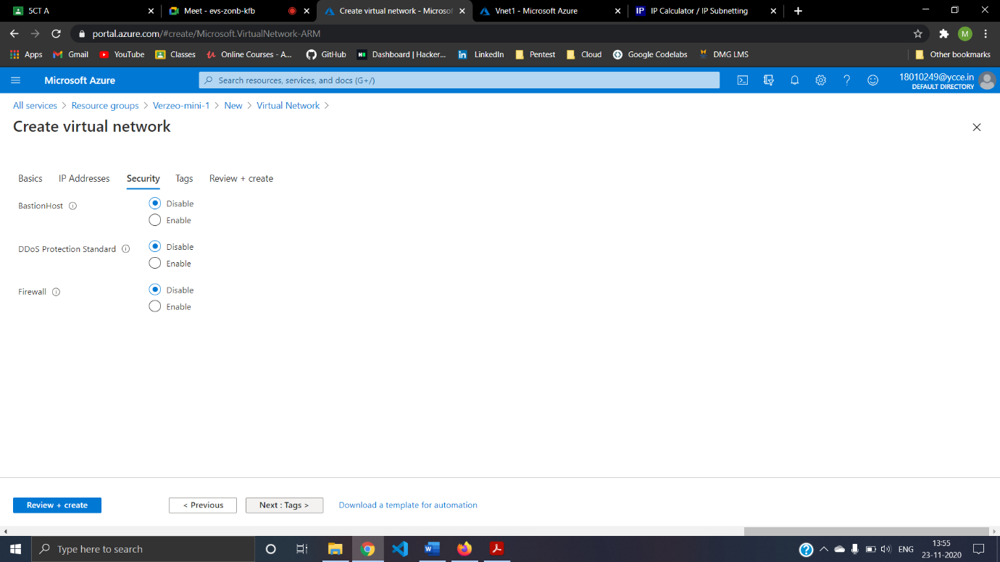 5CT A
Meet - evs-zonb-kfb
Create virtual network - Microsof
Vnet1 - Microsoft Azure
IP IP Calculator / IP Subnetting
portal.azure.com/#create/Microsoft.VirtualNetwork-ARM
M
Apps Gmail YouTube Classes Online Courses - A... GitHub Dashboard | Hacker... LinkedIn Pentest Cloud Google Codelabs DMG LMS Other bookmarks
Microsoft Azure
Search resources, services, and docs (G+/)
18010249@ycce.in
DEFAULT DIRECTORY
All services > Resource groups > Verzeo-mini-1 > New > Virtual Network >
Create virtual network
Basics IP Addresses Security Tags Review + create
BastionHost
Disable
Enable
DDoS Protection Standard
Disable
Enable
Firewall
Disable
Enable
Review + create
< Previous
Next : Tags >
Download a template for automation
Type here to search
ENG
13:55
23-11-2020